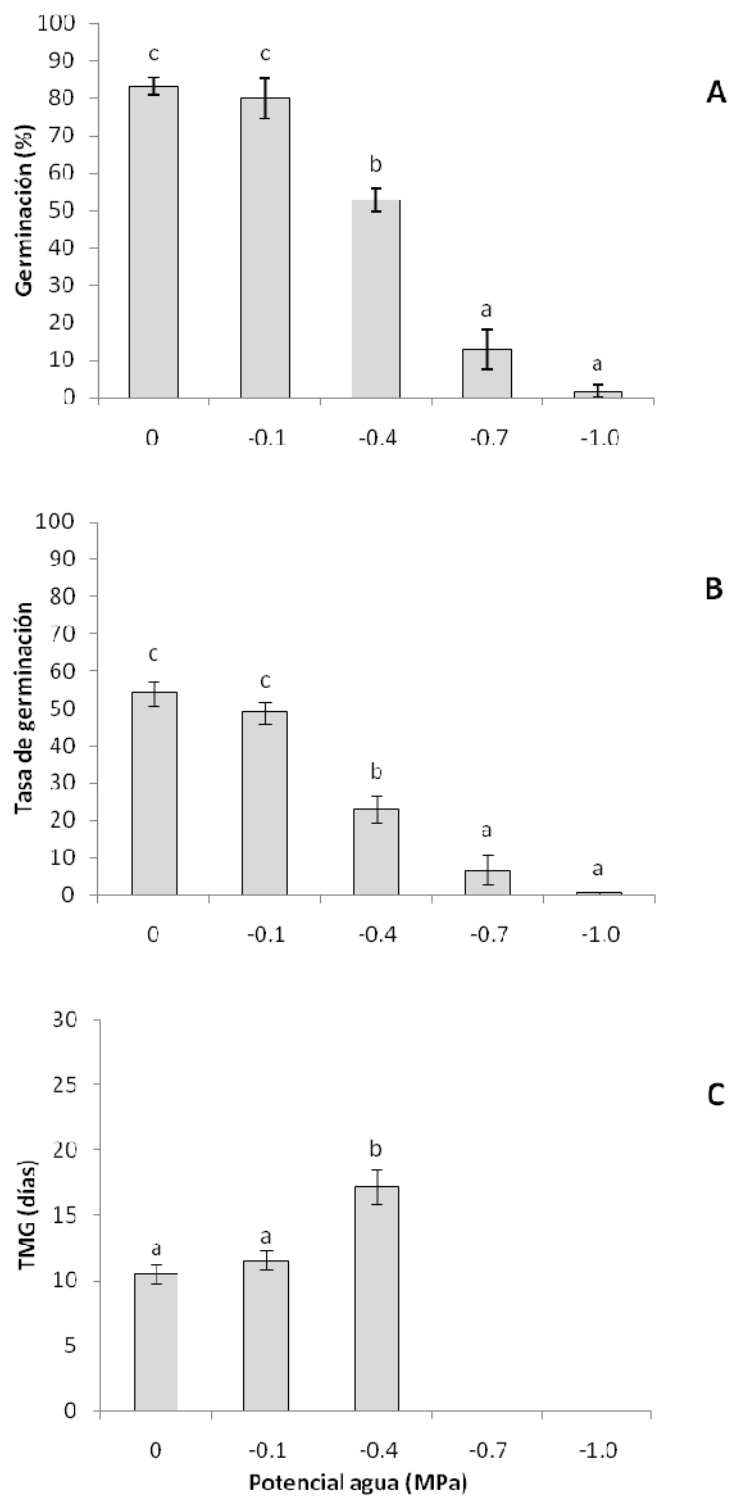 100
90
80
70
60
50
40
30
20
10
0
Germinación (%)
c
c
b
a
a
A
0 -0.1 -0.4 -0.7 -1.0
100
90
80
70
60
50
40
30
20
10
0
Tasa de germinación
c
c
b
a
a
B
0 -0.1 -0.4 -0.7 -1.0
30
25
20
15
10
5
0
TMG (días)
a
a
b
C
0 -0.1 -0.4 -0.7 -1.0
Potencial agua (MPa)